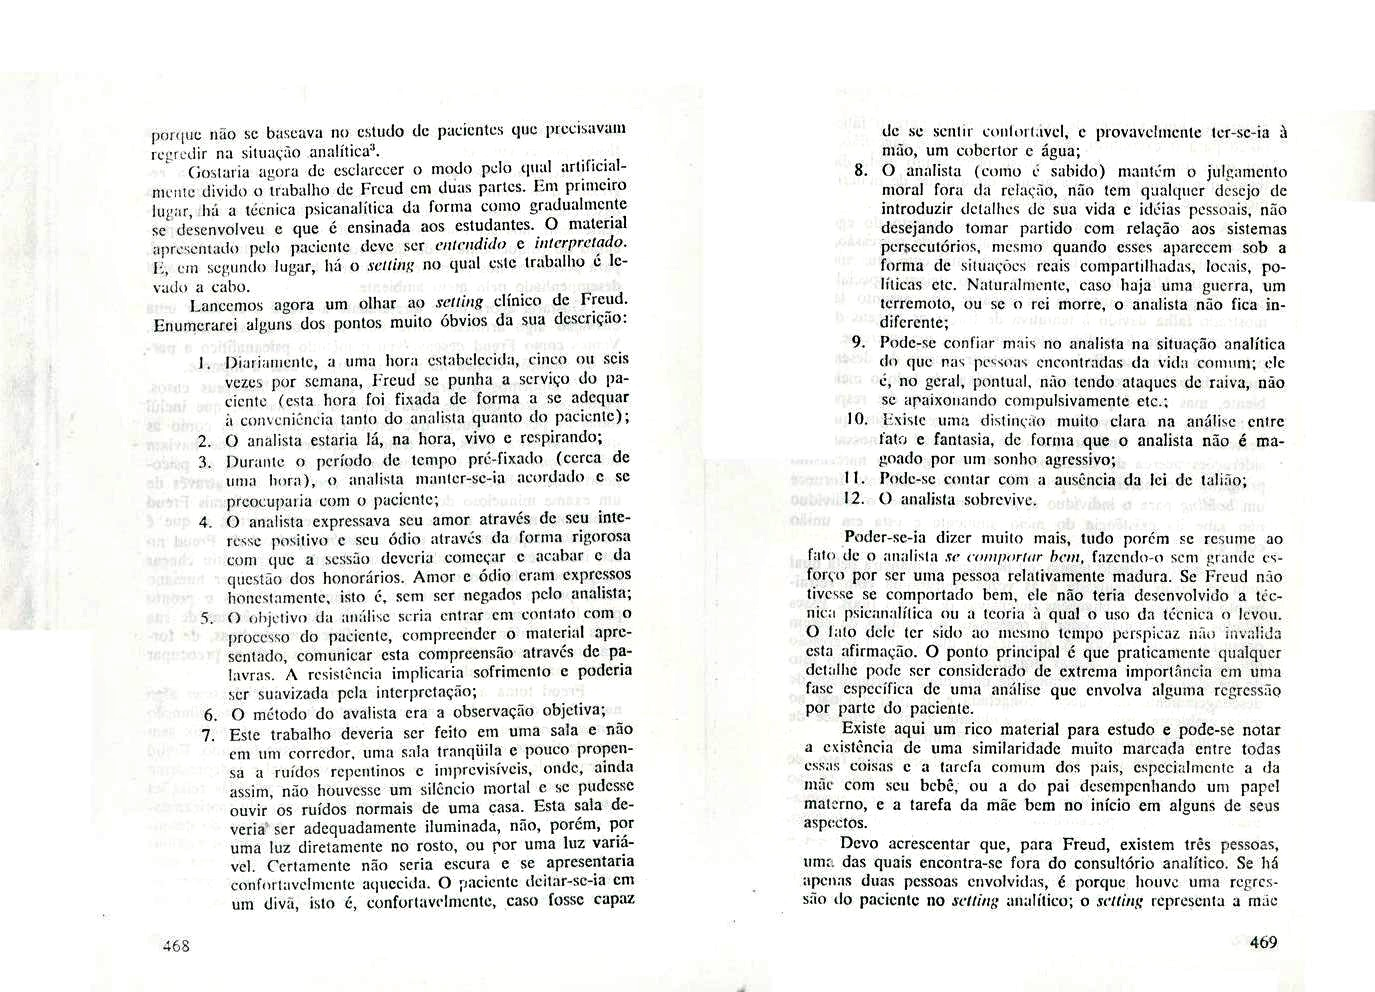 porque não se baseava no estudo de pacientes que precisavam
regredir na situação analítica³.
Gostaria agora de esclarecer o modo pelo qual artificial-
mente divido o trabalho de Freud em duas partes. Em primeiro
lugar, há a técnica psicanalítica da forma como gradualmente
se desenvolveu e que é ensinada aos estudantes. O material
apresentado pelo paciente deve ser entendido e interpretado.
E, em segundo lugar, há o setting no qual este trabalho é le-
vado a cabo.
Lancemos agora um olhar ao setting clínico de Freud.
Enumerarei alguns dos pontos muito óbvios da sua descrição:
1. Diariamente, a uma hora estabelecida, cinco ou seis
vezes por semana, Freud se punha a serviço do pa-
ciente (esta hora foi fixada de forma a se adequar
à conveniência tanto do analista quanto do paciente);
2. O analista estaria lá, na hora, vivo e respirando;
3. Durante o período de tempo pré-fixado (cerca de
uma hora), o analista manter-se-ia acordado e se
preocuparia com o paciente;
4. O analista expressava seu amor através de seu inte-
resse positivo e seu ódio através da forma rigorosa
com que a sessão deveria começar e acabar e da
questão dos honorários. Amor e ódio eram expressos
honestamente, isto é, sem ser negados pelo analista;
5. O objetivo da análise seria entrar em contato com o
processo do paciente, compreender o material apre-
sentado, comunicar esta compreensão através de pa-
lavras. A resistência implicaria sofrimento e poderia
ser suavizada pela interpretação;
6. O método do avalista era a observação objetiva;
7. Este trabalho deveria ser feito em uma sala e não
em um corredor, uma sala tranqüila e pouco propen-
sa a ruídos repentinos e imprevisíveis, onde, ainda
assim, não houvesse um silêncio mortal e se pudesse
ouvir os ruídos normais de uma casa. Esta sala de-
veria ser adequadamente iluminada, não, porém, por
uma luz diretamente no rosto, ou por uma luz variá-
vel. Certamente não seria escura e se apresentaria
confortavelmente aquecida. O paciente deitar-se-ia em
um divã, isto é, confortavelmente, caso fosse capaz
468
de se sentir confortável, e provavelmente ter-se-ia à
mão, um cobertor e água;
8. O analista (como é sabido) mantém o julgamento
moral fora da relação, não tem qualquer desejo de
introduzir detalhes de sua vida e idéias pessoais, não
desejando tomar partido com relação aos sistemas
persecutórios, mesmo quando esses aparecem sob a
forma de situações reais compartilhadas, locais, po-
líticas etc. Naturalmente, caso haja uma guerra, um
terremoto, ou se o rei morre, o analista não fica in-
diferente;
9. Pode-se confiar mais no analista na situação analítica
do que nas pessoas encontradas da vida comum; ele
é, no geral, pontual, não tendo ataques de raiva, não
se apaixonando compulsivamente etc.;
10. Existe uma distinção muito clara na análise entre
fato e fantasia, de forma que o analista não é ma-
goado por um sonho agressivo;
11. Pode-se contar com a ausência da lei de talião;
12. O analista sobrevive.
Poder-se-ia dizer muito mais, tudo porém se resume ao
fato de o analista se comportar bem, fazendo-o sem grande es-
forço por ser uma pessoa relativamente madura. Se Freud não
tivesse se comportado bem, ele não teria desenvolvido a téc-
nica psicanalítica ou a teoria à qual o uso da técnica o levou.
O fato dele ter sido ao mesmo tempo perspicaz não invalida
esta afirmação. O ponto principal é que praticamente qualquer
detalhe pode ser considerado de extrema importância em uma
fase específica de uma análise que envolva alguma regressão
por parte do paciente.
Existe aqui um rico material para estudo e pode-se notar
a existência de uma similaridade muito marcada entre todas
essas coisas e a tarefa comum dos pais, especialmente a da
mãe com seu bebê, ou a do pai desempenhando um papel
materno, e a tarefa da mãe bem no início em alguns de seus
aspectos.
Devo acrescentar que, para Freud, existem três pessoas,
uma das quais encontra-se fora do consultório analítico. Se há
apenas duas pessoas envolvidas, é porque houve uma regres-
são do paciente no setting analítico; o setting representa a mãe
469